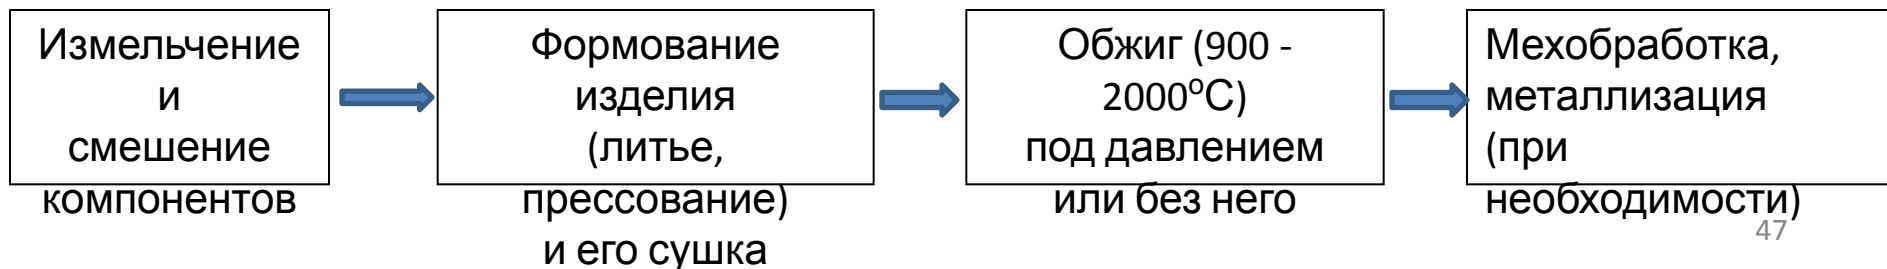 Измельчение
и
смешение
компонентов
Формование
изделия
(литье,
прессование)
и его сушка
Обжиг (900 -
2000⁰С)
под давлением
или без него
Мехобработка,
металлизация
(при
необходимости)
47